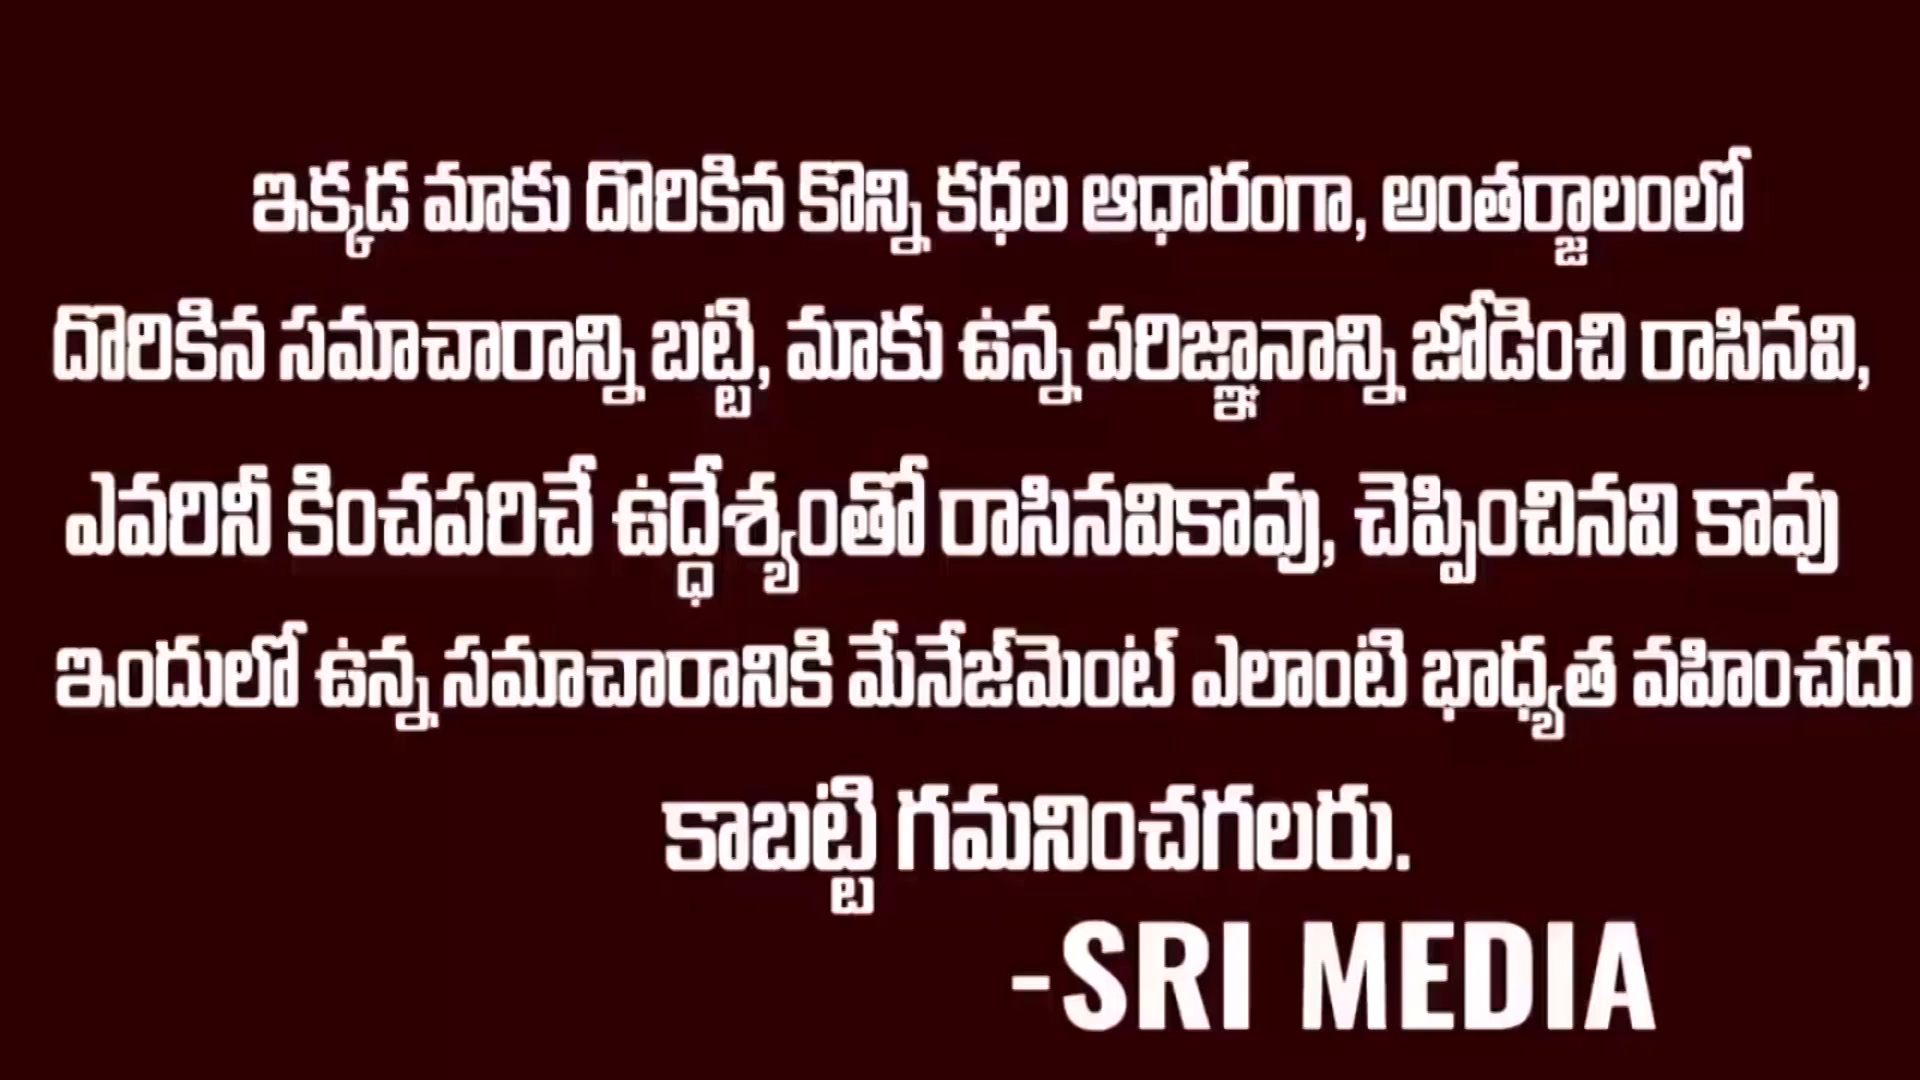 ఇక్కడ మాకు దొరికిన కొన్ని కధల ఆధారంగా, అంతర్జాలంలో
దొరికిన సమాచారాన్ని బట్టి, మాకు ఉన్న పరిజ్ఞానాన్ని జోడించి రాసినవి,
ఎవరినీ కించపరిచే ఉద్ధేశ్యంతో రాసినవికావు, చెప్పించినవి కావు
ఇందులో ఉన్న సమాచారానికి మేనేజ్‌మెంట్ ఎలాంటి భాధ్యత వహించదు
కాబట్టి గమనించగలరు.
-SRI MEDIA